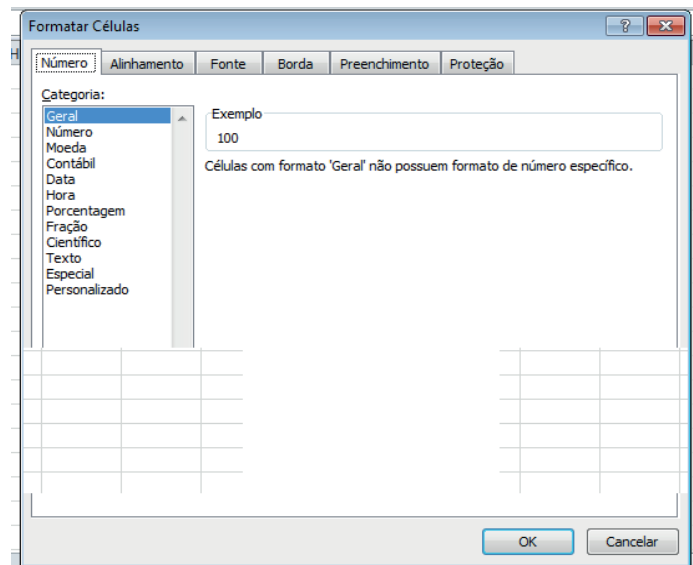 Formatar Células
H
Número Alinhamento Fonte Borda Preenchimento Proteção
Categoria:
Geral
Número
Moeda
Contábil
Data
Hora
Porcentagem
Fração
Científico
Texto
Especial
Personalizado
Exemplo
100
Células com formato 'Geral' não possuem formato de número específico.
OK Cancelar